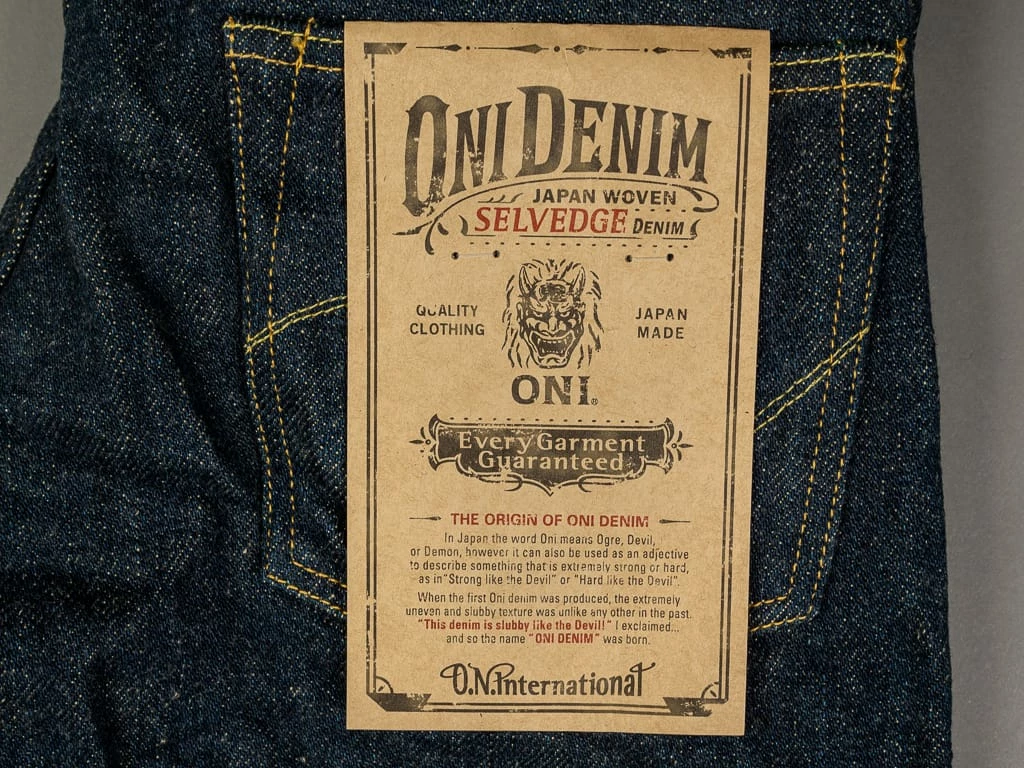 ONI DENIM
JAPAN WOVEN
SELVEDGE DENIM
QUALITY
CLOTHING
JAPAN
MADE
ONI®
Every Garment
Guaranteed
THE ORIGIN OF ONI DENIM
In Japan the word Oni means Ogre, Devil,
or Demon, however it can also be used as an adjective
to describe something that is extremely strong or hard,
as in "Strong like the Devil" or "Hard like the Devil".
When the first Oni denim was produced, the extremely
uneven and slubby texture was unlike any other in the past.
"This denim is slubby like the Devil!" I exclaimed...
and so the name "ONI DENIM" was born.
O.N.International